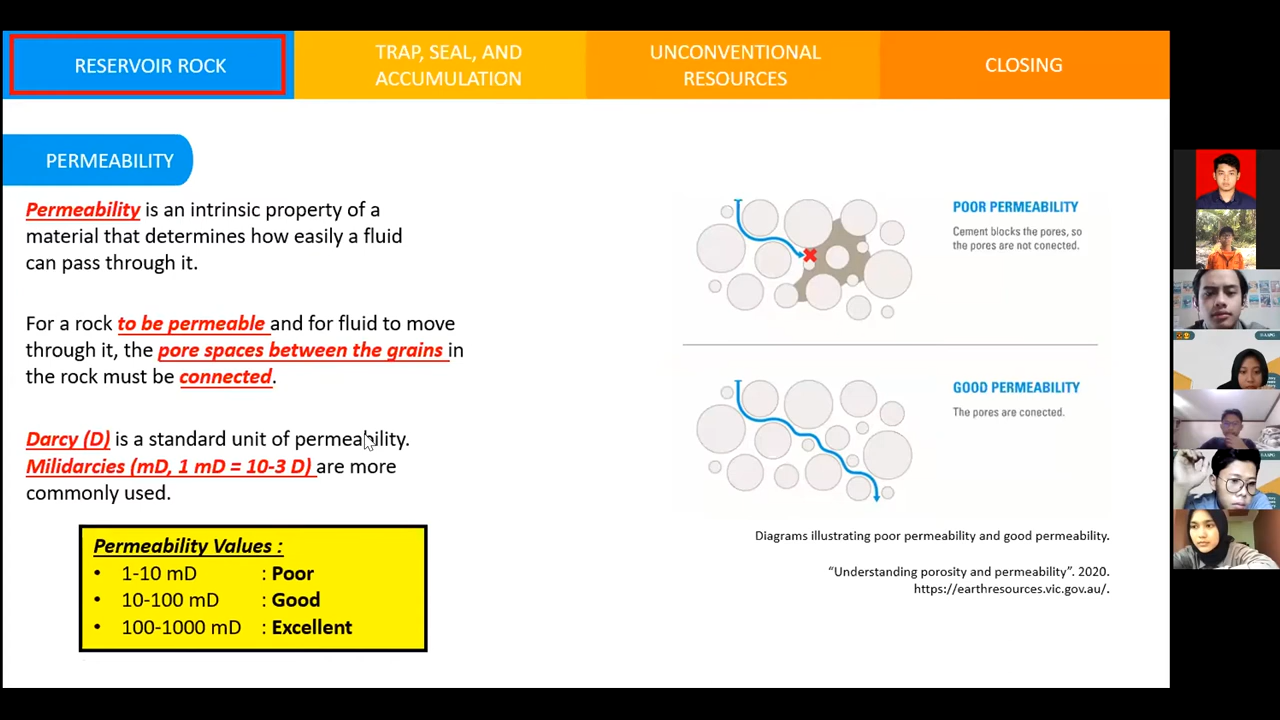 RESERVOIR ROCK
TRAP, SEAL, AND
ACCUMULATION
UNCONVENTIONAL
RESOURCES
CLOSING
PERMEABILITY
Permeability is an intrinsic property of a
material that determines how easily a fluid
can pass through it.
For a rock to be permeable and for fluid to move
through it, the pore spaces between the grains in
the rock must be connected.
Darcy (D) is a standard unit of permeability.
Milidarcies (mD, 1 mD = 10-3 D) are more
commonly used.
Permeability Values :
• 1-10 mD : Poor
• 10-100 mD : Good
• 100-1000 mD : Excellent
POOR PERMEABILITY
Cement blocks the pores, so
the pores are not conected.
GOOD PERMEABILITY
The pores are conected.
Diagrams illustrating poor permeability and good permeability.
“Understanding porosity and permeability”. 2020.
https://earthresources.vic.gov.au/.